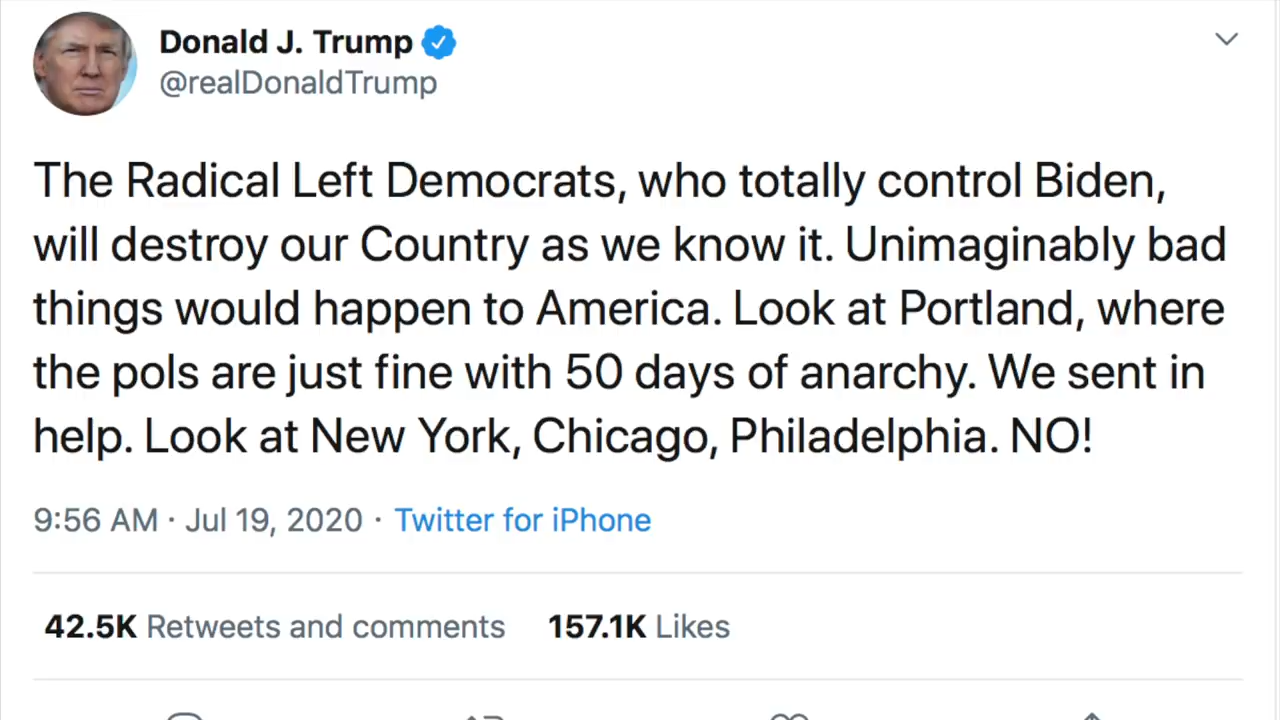 Donald J. Trump
@realDonaldTrump
The Radical Left Democrats, who totally control Biden,
will destroy our Country as we know it. Unimaginably bad
things would happen to America. Look at Portland, where
the pols are just fine with 50 days of anarchy. We sent in
help. Look at New York, Chicago, Philadelphia. NO!
9:56 AM · Jul 19, 2020 · Twitter for iPhone
42.5K Retweets and comments 157.1K Likes